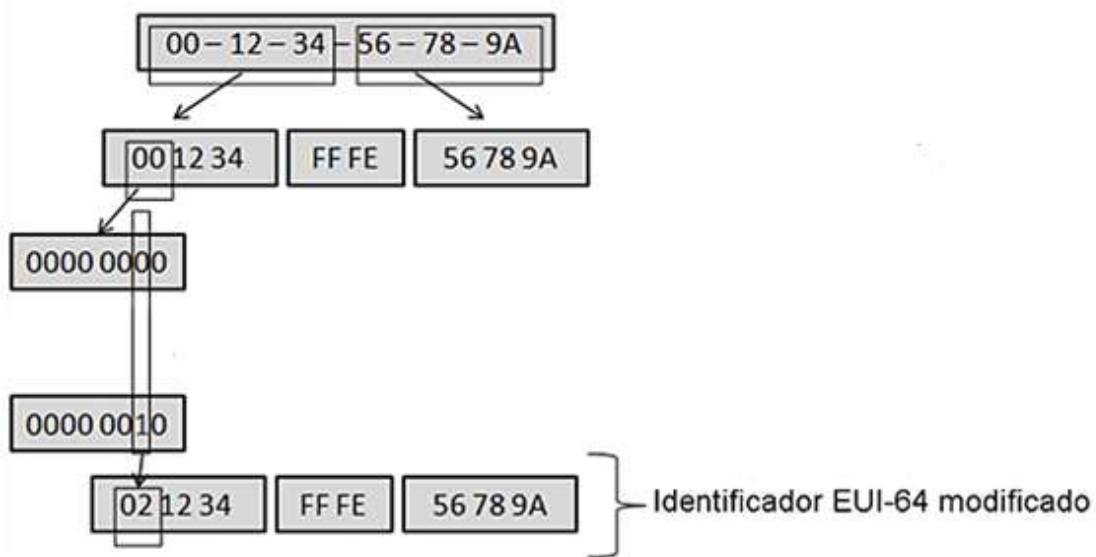 00 – 12 – 34 – 56 – 78 – 9A
00 12 34 FF FE 56 78 9A
0000 0000
0000 0010
02 12 34 FF FE 56 78 9A
Identificador EUI-64 modificado